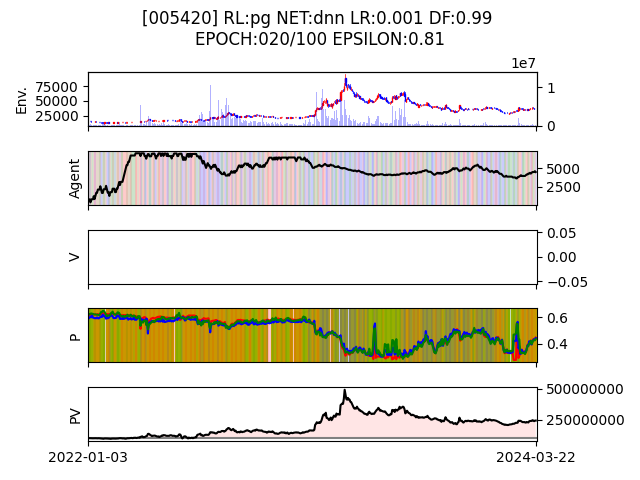 [005420] RL:pg NET:dnn LR:0.001 DF:0.99
EPOCH:020/100 EPSILON:0.81
1e7
Env.
75000
50000
25000
1
0
Agent
5000
2500
V
0.05
0.00
−0.05
P
0.6
0.4
PV
500000000
250000000
2022-01-03
2024-03-22